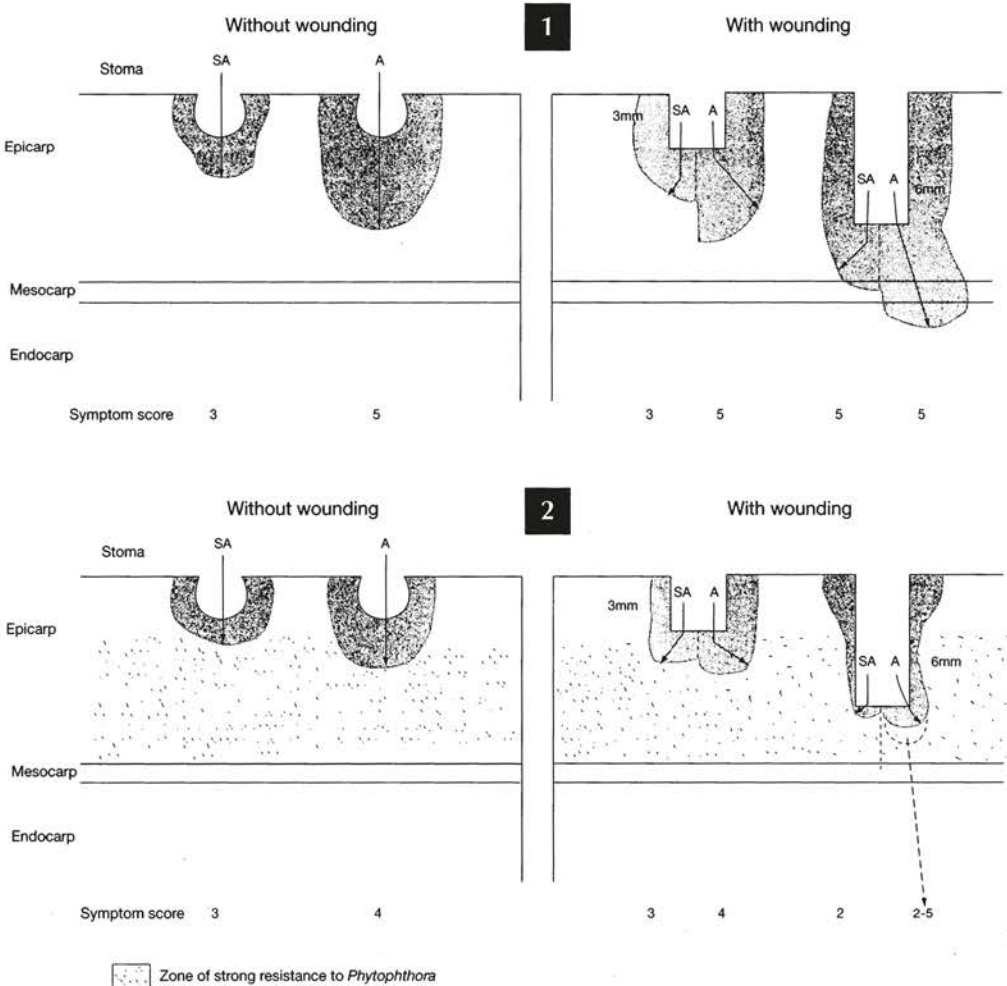 Without wounding 1 With wounding
SA A
Stoma
3mm SA A
Epicarp
SA A
6mm
Mesocarp
Endocarp
Symptom score 3 5 3 5 5 5
Without wounding 2 With wounding
SA A
Stoma
3mm SA A
Epicarp
SA A 6mm
Mesocarp
Endocarp
Symptom score 3 4 3 4 2 2-5
Zone of strong resistance to Phytophthora